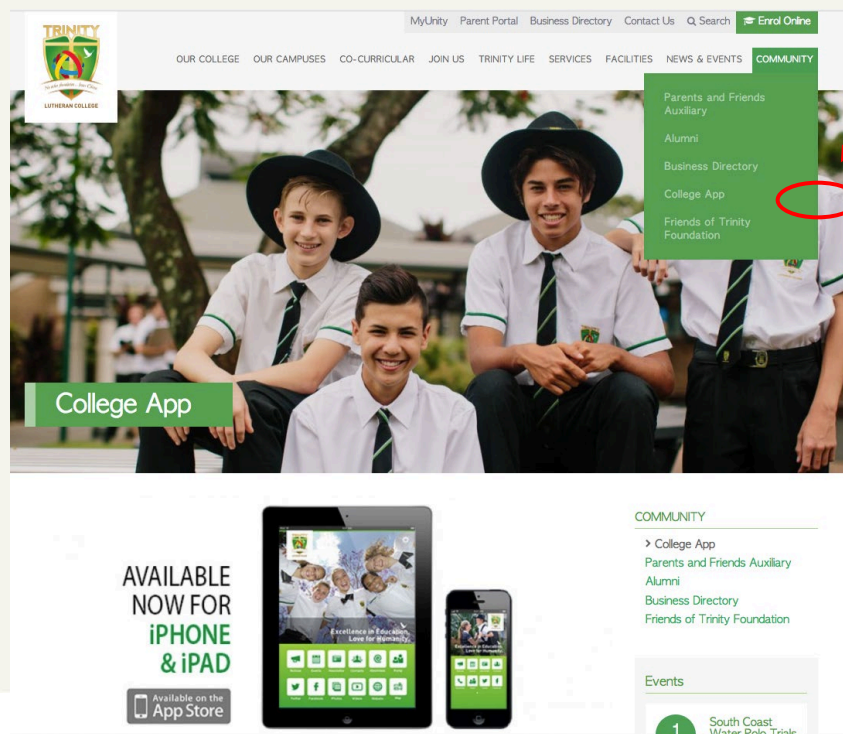 TRINITY
LUTHERAN COLLEGE
MyUnity Parent Portal Business Directory Contact Us Search Enrol Online
OUR COLLEGE OUR CAMPUSES CO-CURRICULAR JOIN US TRINITY LIFE SERVICES FACILITIES NEWS & EVENTS COMMUNITY
Parents and Friends
Auxiliary
Alumni
Business Directory
College App
Friends of Trinity
Foundation
College App
AVAILABLE
NOW FOR
iPHONE
& iPAD
Available on the
App Store
Excellence in Education,
Love for Humanity.
COMMUNITY
> College App
Parents and Friends Auxiliary
Alumni
Business Directory
Friends of Trinity Foundation
Events
1
South Coast
Water Polo Trials